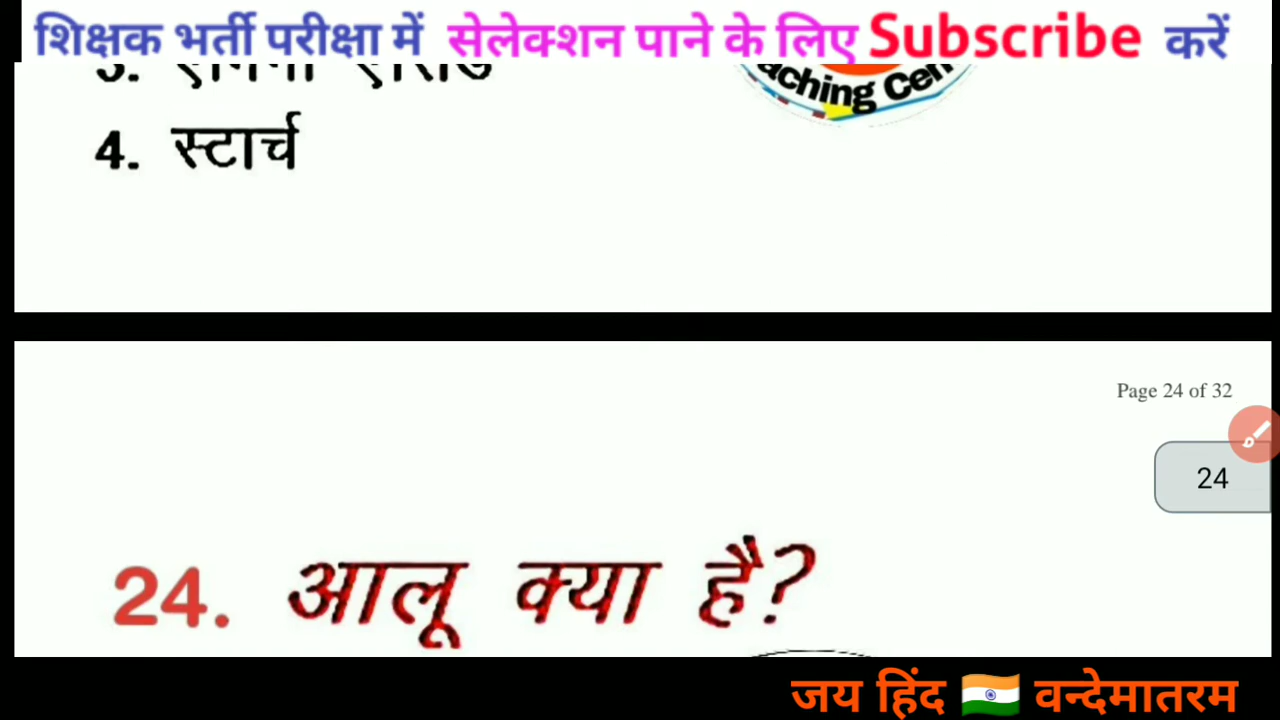 शिक्षक भर्ती परीक्षा में सेलेक्शन पाने के लिए Subscribe करें
4. स्टार्च
Page 24 of 32
24
24. आलू क्या है?
जय हिंद 🇮🇳 वन्देमातरम